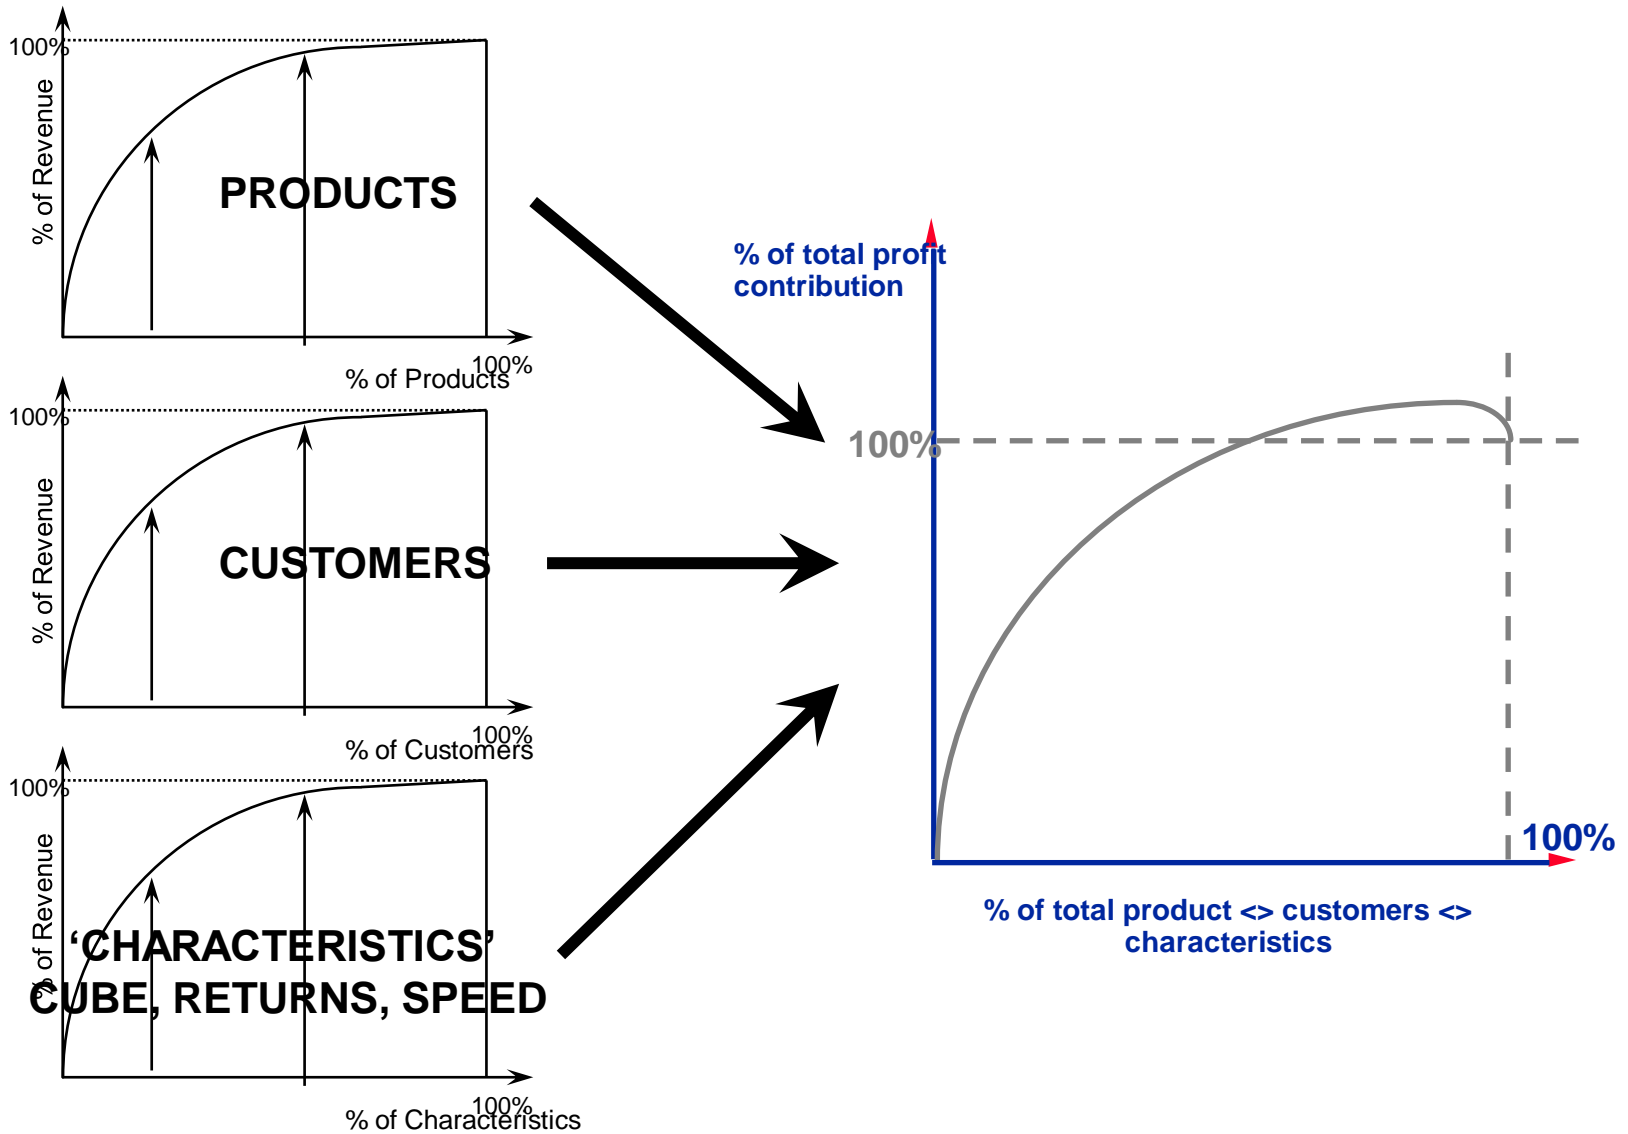 100%
% of Revenue
PRODUCTS
100%
% of Products
100%
% of Revenue
CUSTOMERS
100%
% of Customers
100%
% of Revenue
‘CHARACTERISTICS’
CUBE, RETURNS, SPEED
100%
% of Characteristics
% of total profit
contribution
100%
100%
% of total product <> customers <>
characteristics